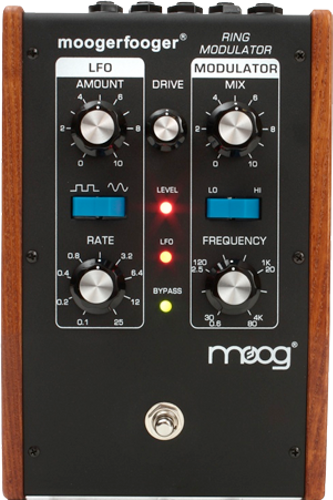 moogerfooger®
RING
MODULATOR
LFO
MODULATOR
AMOUNT
DRIVE
MIX
4 6
2 8
0 10
4 6
2 8
0 10
LEVEL
LO HI
RATE
LFO
FREQUENCY
0.8 3.2
0.4 6.4
0.2 12
0.1 25
120 1K
2.5 20
30 4K
0.6 80
BYPASS
moog®